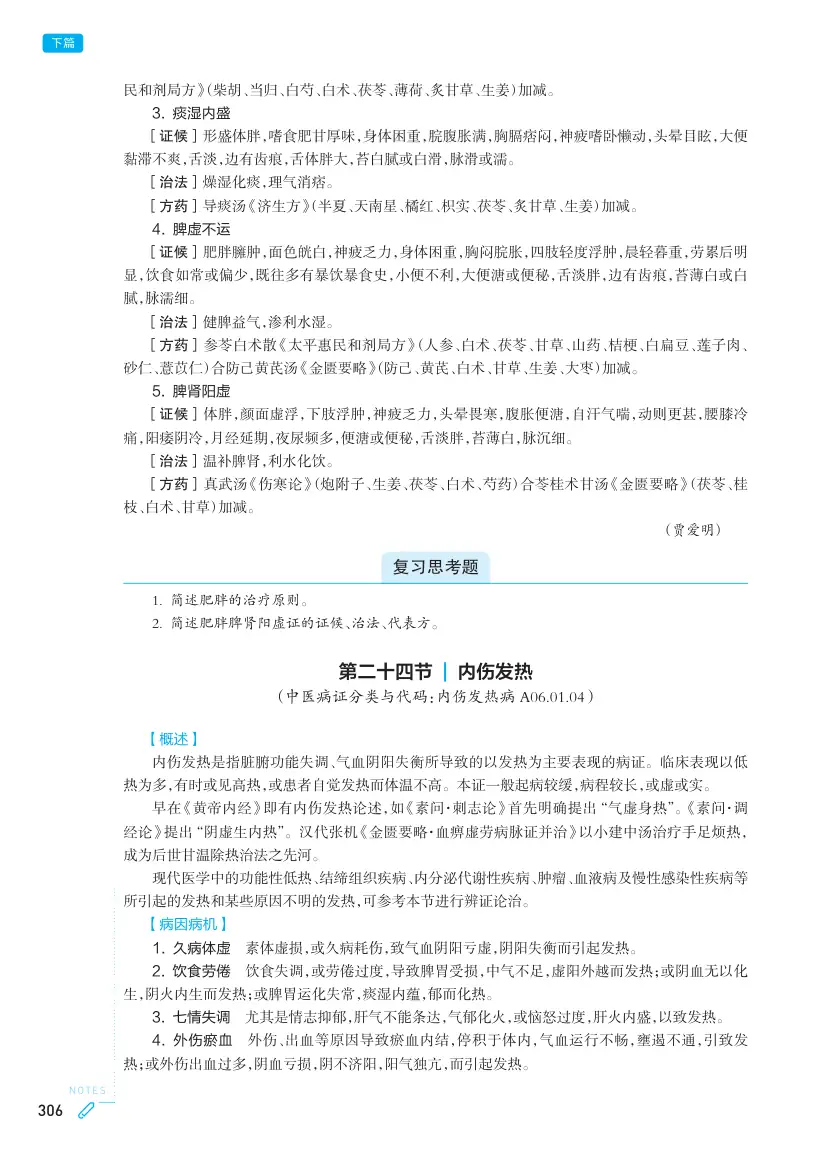 下篇
民和剂局方》(柴胡、当归、白芍、白术、茯苓、薄荷、炙甘草、生姜)加减。
3. 痰湿内盛
[证候] 形盛体胖,嗜食肥甘厚味,身体困重,脘腹胀满,胸膈痞闷,神疲嗜卧懒动,头晕目眩,大便
黏滞不爽,舌淡,边有齿痕,舌体胖大,苔白腻或白滑,脉滑或濡。
[治法] 燥湿化痰,理气消痞。
[方药] 导痰汤《济生方》(半夏、天南星、橘红、枳实、茯苓、炙甘草、生姜)加减。
4. 脾虚不运
[证候] 肥胖臃肿,面色㿠白,神疲乏力,身体困重,胸闷脘胀,四肢轻度浮肿,晨轻暮重,劳累后明
显,饮食如常或偏少,既往多有暴饮暴食史,小便不利,大便溏或便秘,舌淡胖,边有齿痕,苔薄白或白
腻,脉濡细。
[治法] 健脾益气,渗利水湿。
[方药] 参苓白术散《太平惠民和剂局方》(人参、白术、茯苓、甘草、山药、桔梗、白扁豆、莲子肉、
砂仁、薏苡仁)合防己黄芪汤《金匮要略》(防己、黄芪、白术、甘草、生姜、大枣)加减。
5. 脾肾阳虚
[证候] 体胖,颜面虚浮,下肢浮肿,神疲乏力,头晕畏寒,腹胀便溏,自汗气喘,动则更甚,腰膝冷
痛,阳痿阴冷,月经延期,夜尿频多,便溏或便秘,舌淡胖,苔薄白,脉沉细。
[治法] 温补脾肾,利水化饮。
[方药] 真武汤《伤寒论》(炮附子、生姜、茯苓、白术、芍药)合苓桂术甘汤《金匮要略》(茯苓、桂
枝、白术、甘草)加减。
(贾爱明)
复习思考题
1. 简述肥胖的治疗原则。
2. 简述肥胖脾肾阳虚证的证候、治法、代表方。
第二十四节 | 内伤发热
(中医病证分类与代码:内伤发热病 A06.01.04)
【概述】
内伤发热是指脏腑功能失调、气血阴阳失衡所导致的以发热为主要表现的病证。临床表现以低
热为多,有时或见高热,或患者自觉发热而体温不高。本证一般起病较缓,病程较长,或虚或实。
早在《黄帝内经》即有内伤发热论述,如《素问·刺志论》首先明确提出“气虚身热”。《素问·调
经论》提出“阴虚生内热”。汉代张机《金匮要略·血痹虚劳病脉证并治》以小建中汤治疗手足烦热,
成为后世甘温除热治法之先河。
现代医学中的功能性低热、结缔组织疾病、内分泌代谢性疾病、肿瘤、血液病及慢性感染性疾病等
所引起的发热和某些原因不明的发热,可参考本节进行辨证论治。
【病因病机】
1. 久病体虚 素体虚损,或久病耗伤,致气血阴阳亏虚,阴阳失衡而引起发热。
2. 饮食劳倦 饮食失调,或劳倦过度,导致脾胃受损,中气不足,虚阳外越而发热;或阴血无以化
生,阴火内生而发热;或脾胃运化失常,痰湿内蕴,郁而化热。
3. 七情失调 尤其是情志抑郁,肝气不能条达,气郁化火,或恼怒过度,肝火内盛,以致发热。
4. 外伤瘀血 外伤、出血等原因导致瘀血内结,停积于体内,气血运行不畅,壅遏不通,引致发
热;或外伤出血过多,阴血亏损,阴不济阳,阳气独亢,而引起发热。
NOTES
306